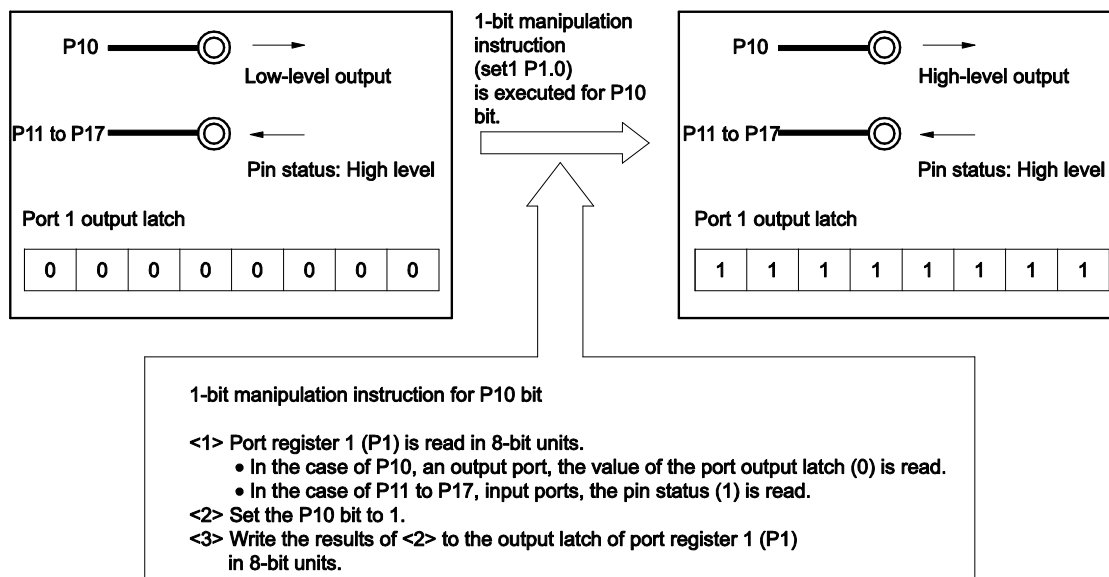 P10
Low-level output
P11 to P17
Pin status: High level
Port 1 output latch
0 0 0 0 0 0 0 0
1-bit manipulation
instruction
(set1 P1.0)
is executed for P10
bit.
P10
High-level output
P11 to P17
Pin status: High level
Port 1 output latch
1 1 1 1 1 1 1 1
1-bit manipulation instruction for P10 bit
<1> Port register 1 (P1) is read in 8-bit units.
• In the case of P10, an output port, the value of the port output latch (0) is read.
• In the case of P11 to P17, input ports, the pin status (1) is read.
<2> Set the P10 bit to 1.
<3> Write the results of <2> to the output latch of port register 1 (P1)
in 8-bit units.